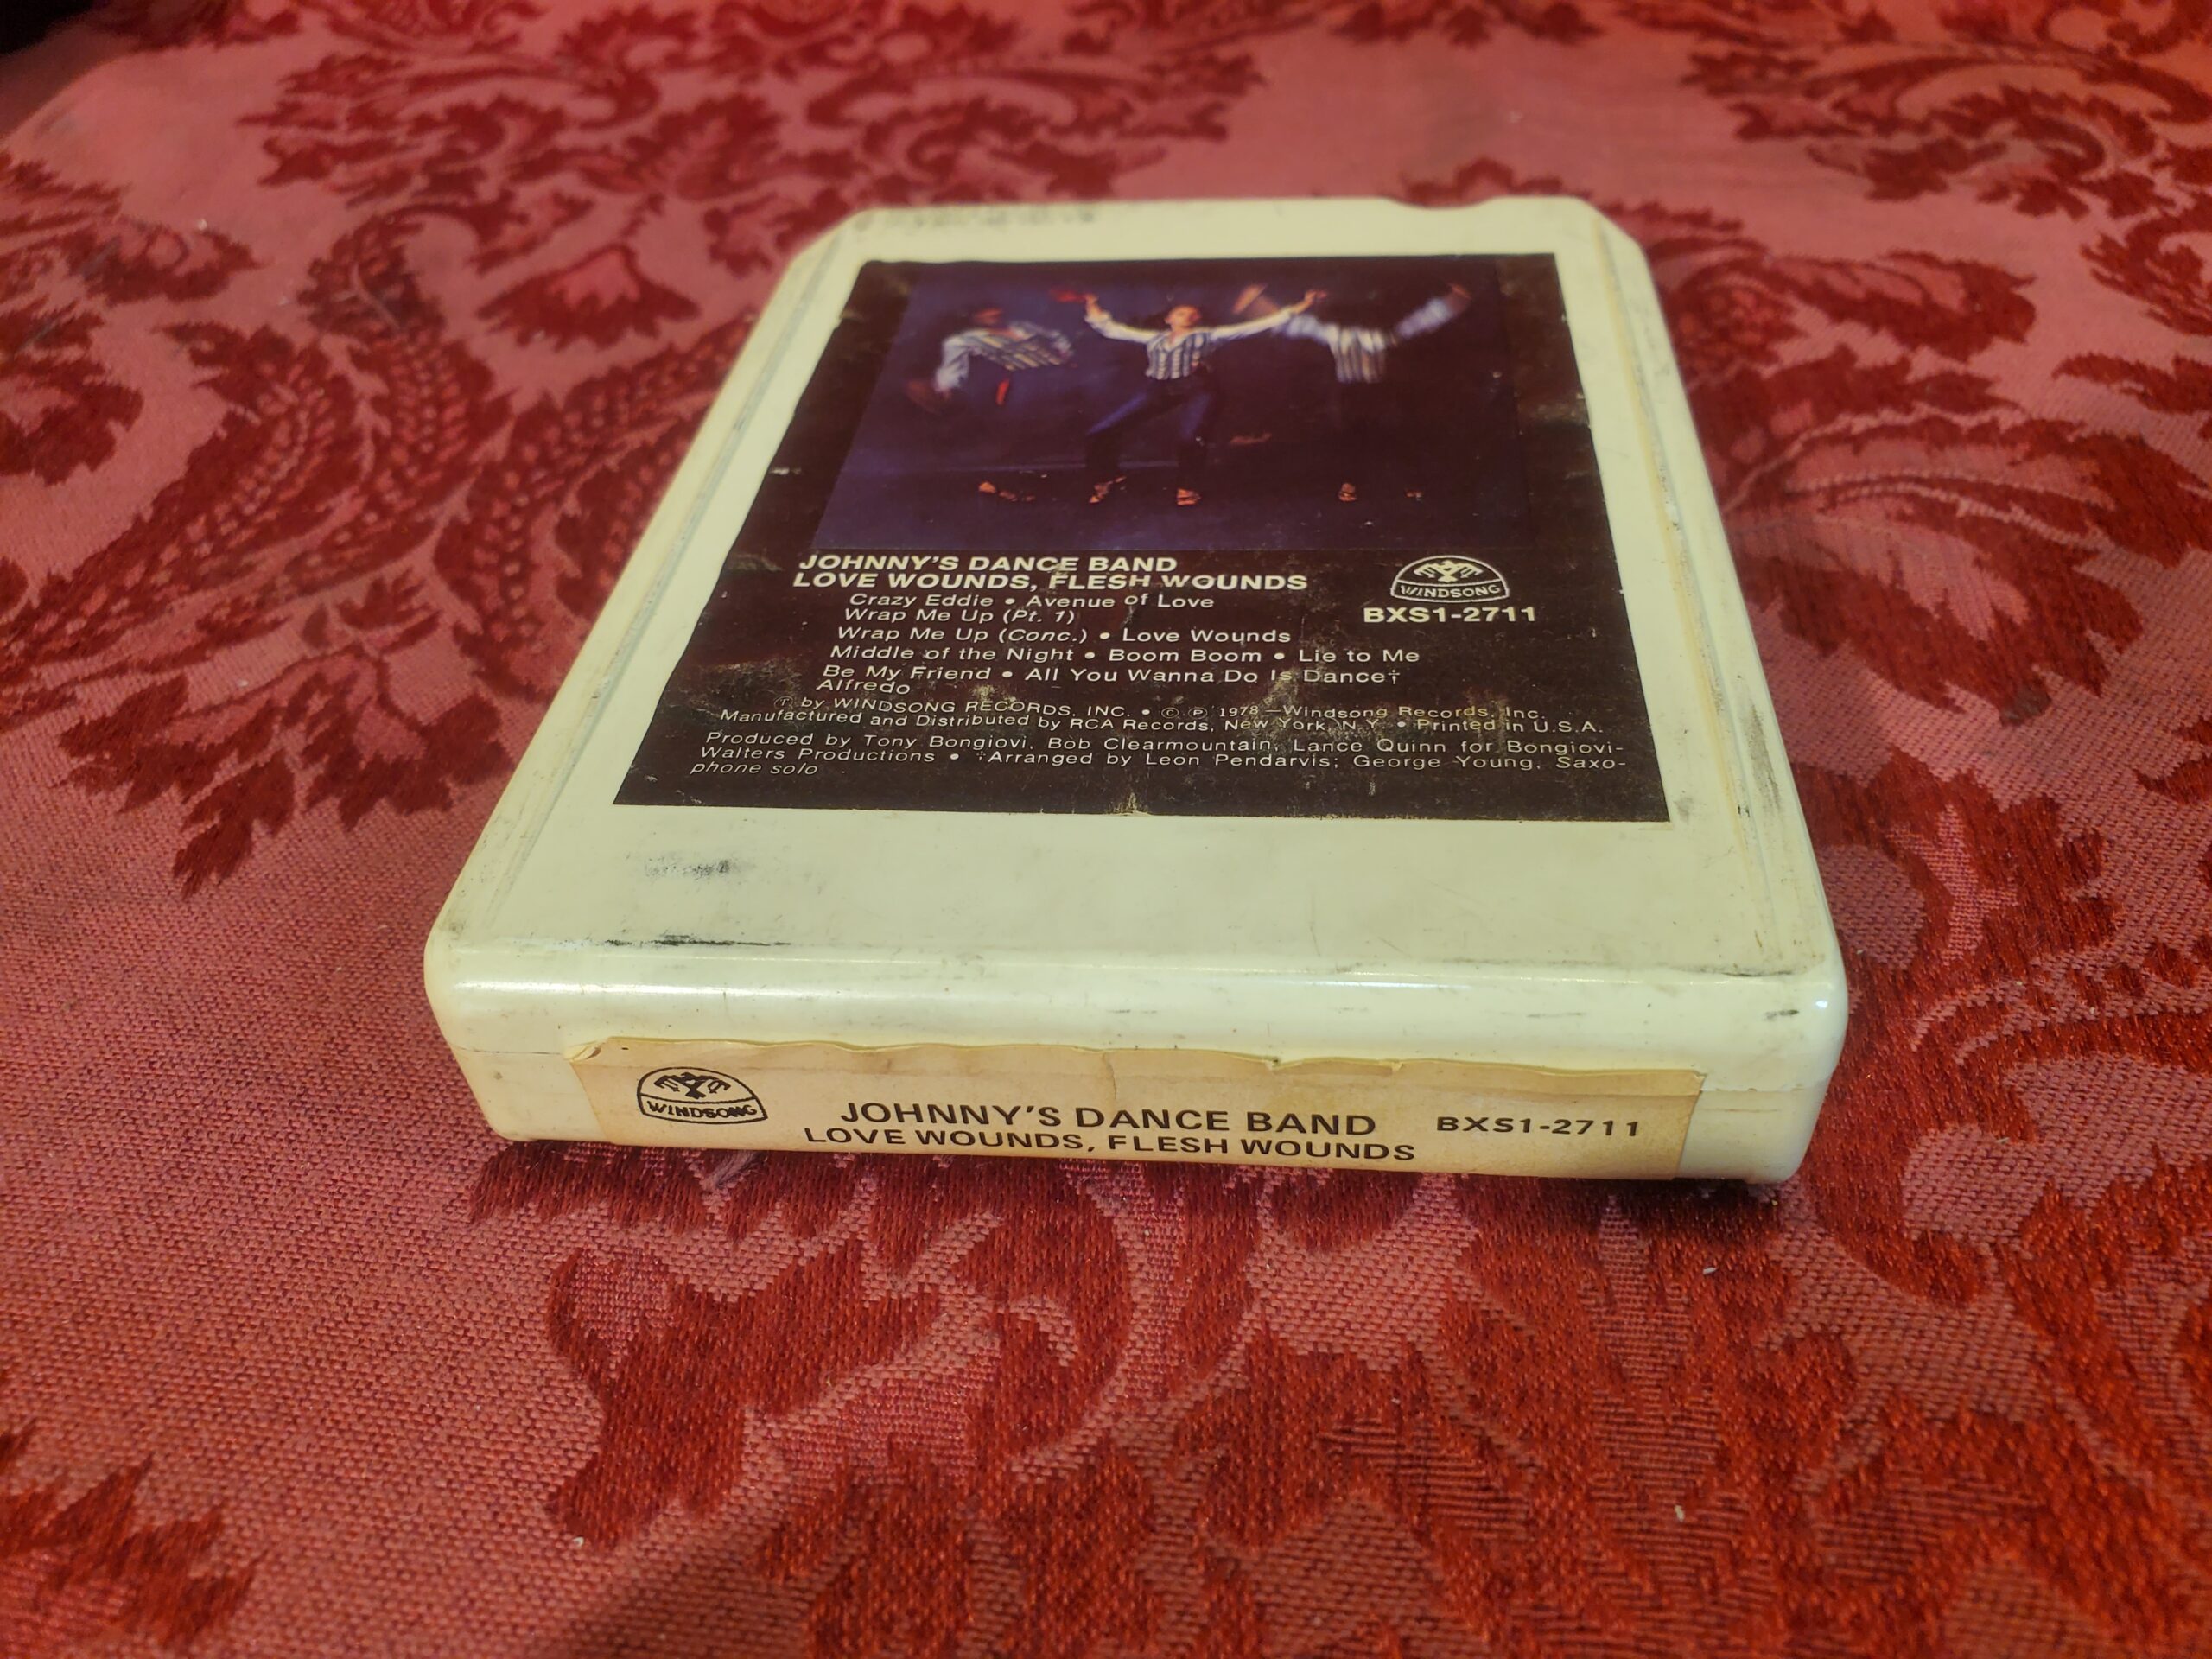 JOHNNY'S DANCE BAND
LOVE WOUNDS, FLESH WOUNDS
WINDSONG
BXS1-2711
Crazy Eddie • Avenue of Love
Wrap Me Up (Pt. 1)
Wrap Me Up (Conc.) • Love Wounds
Middle of the Night • Boom Boom • Lie to Me
Be My Friend • All You Wanna Do Is Dance†
Alfredo
by WINDSONG RECORDS, INC. • © ℗ 1978—Windsong Records, Inc.
Manufactured and Distributed by RCA Records, New York, N.Y. • Printed in U.S.A.
Produced by Tony Bongiovi, Bob Clearmountain, Lance Quinn for Bongiovi-
Walters Productions • †Arranged by Leon Pendarvis; George Young, Saxo-
phone solo
WINDSONG
JOHNNY'S DANCE BAND
BXS1-2711
LOVE WOUNDS, FLESH WOUNDS